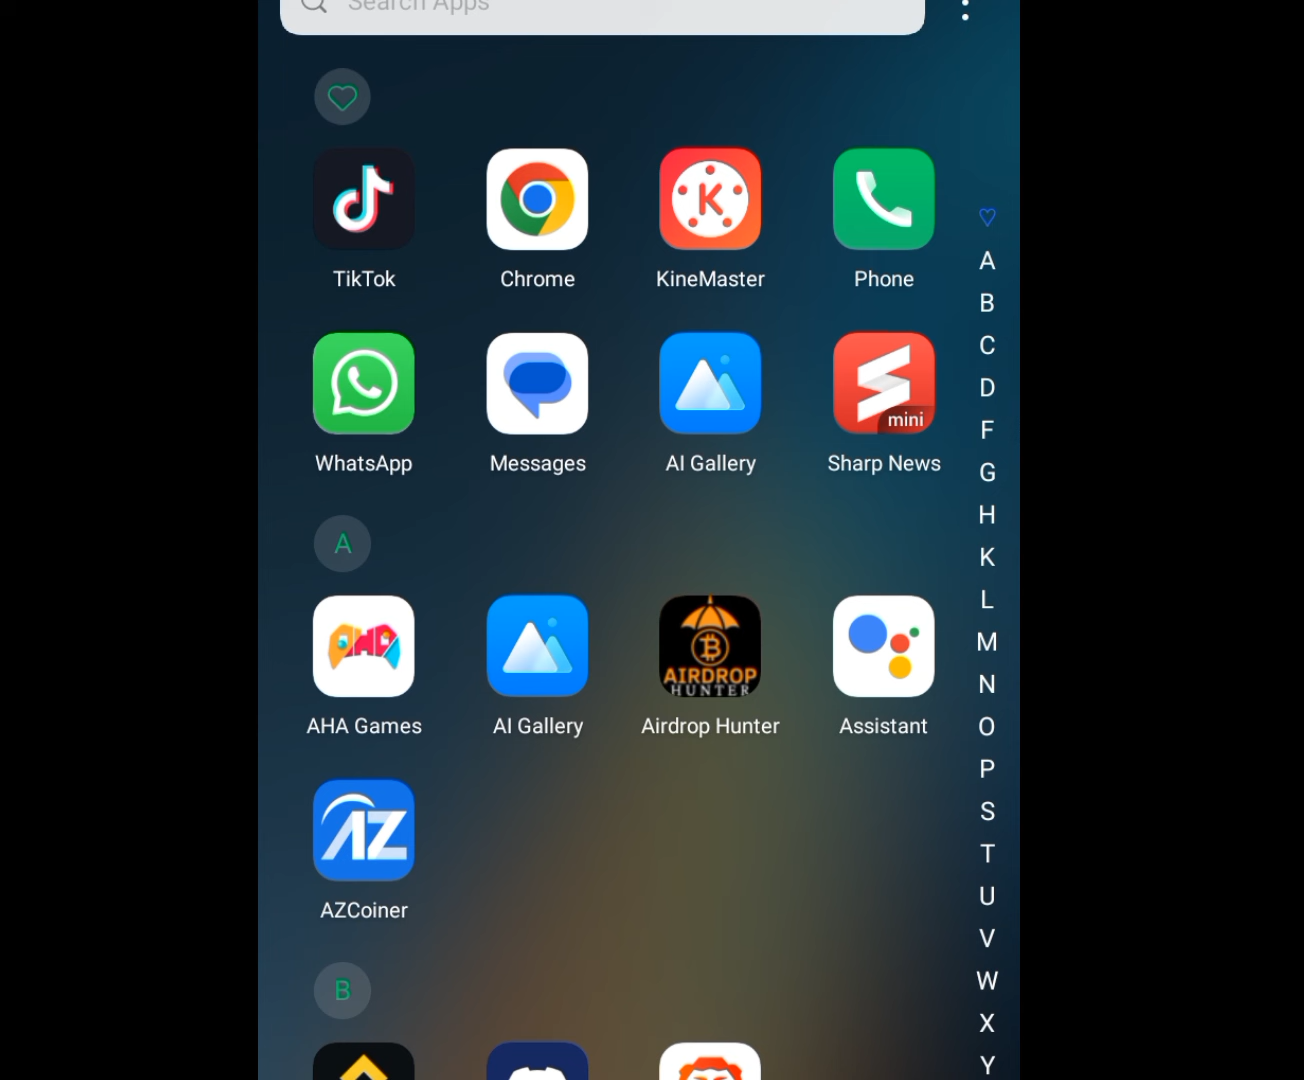 Search Apps
TikTok
Chrome
KineMaster
Phone
mini
WhatsApp
Messages
AI Gallery
Sharp News
A
AHA Games
AI Gallery
AIRDROP
HUNTER
Airdrop Hunter
Assistant
AZ
AZCoiner
B
A
B
C
D
F
G
H
K
L
M
N
O
P
S
T
U
V
W
X
Y